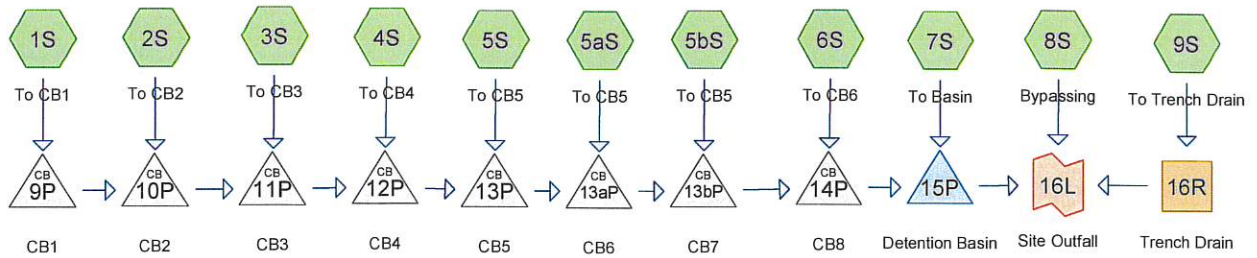 1S 2S 3S 4S 5S 5aS 5bS 6S 7S 8S 9S
To CB1 To CB2 To CB3 To CB4 To CB5 To CB5 To CB5 To CB6 To Basin Bypassing To Trench Drain
CB CB CB CB CB CB CB CB
9P 10P 11P 12P 13P 13aP 13bP 14P 15P 16L 16R
CB1 CB2 CB3 CB4 CB5 CB6 CB7 CB8 Detention Basin Site Outfall Trench Drain